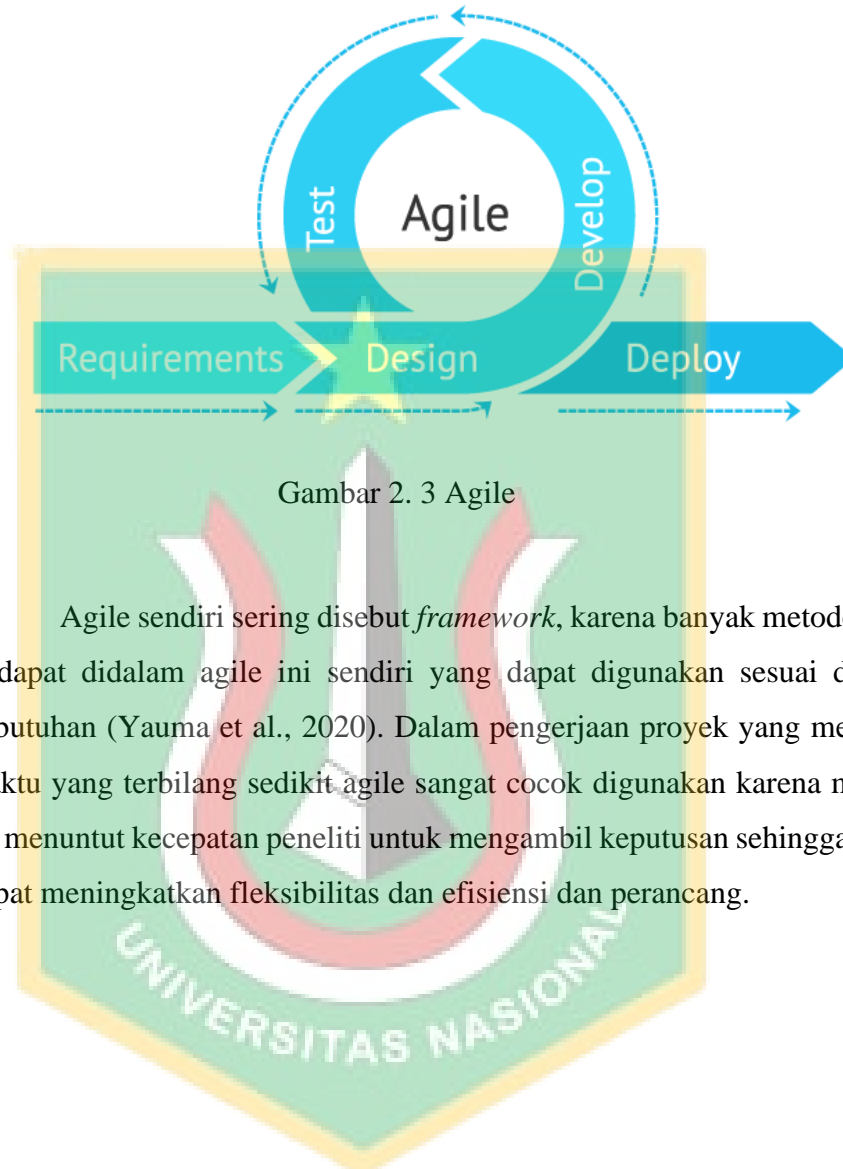 Test
Agile
Develop
Requirements
Design
Deploy
Gambar 2. 3 Agile
Agile sendiri sering disebut framework, karena banyak metode
dapat didalam agile ini sendiri yang dapat digunakan sesuai d
butuhan (Yauma et al., 2020). Dalam pengerjaan proyek yang me
aktu yang terbilang sedikit agile sangat cocok digunakan karena m
menuntut kecepatan peneliti untuk mengambil keputusan sehingga
pat meningkatkan fleksibilitas dan efisiensi dan perancang.
UNIVERSITAS NASIONAL